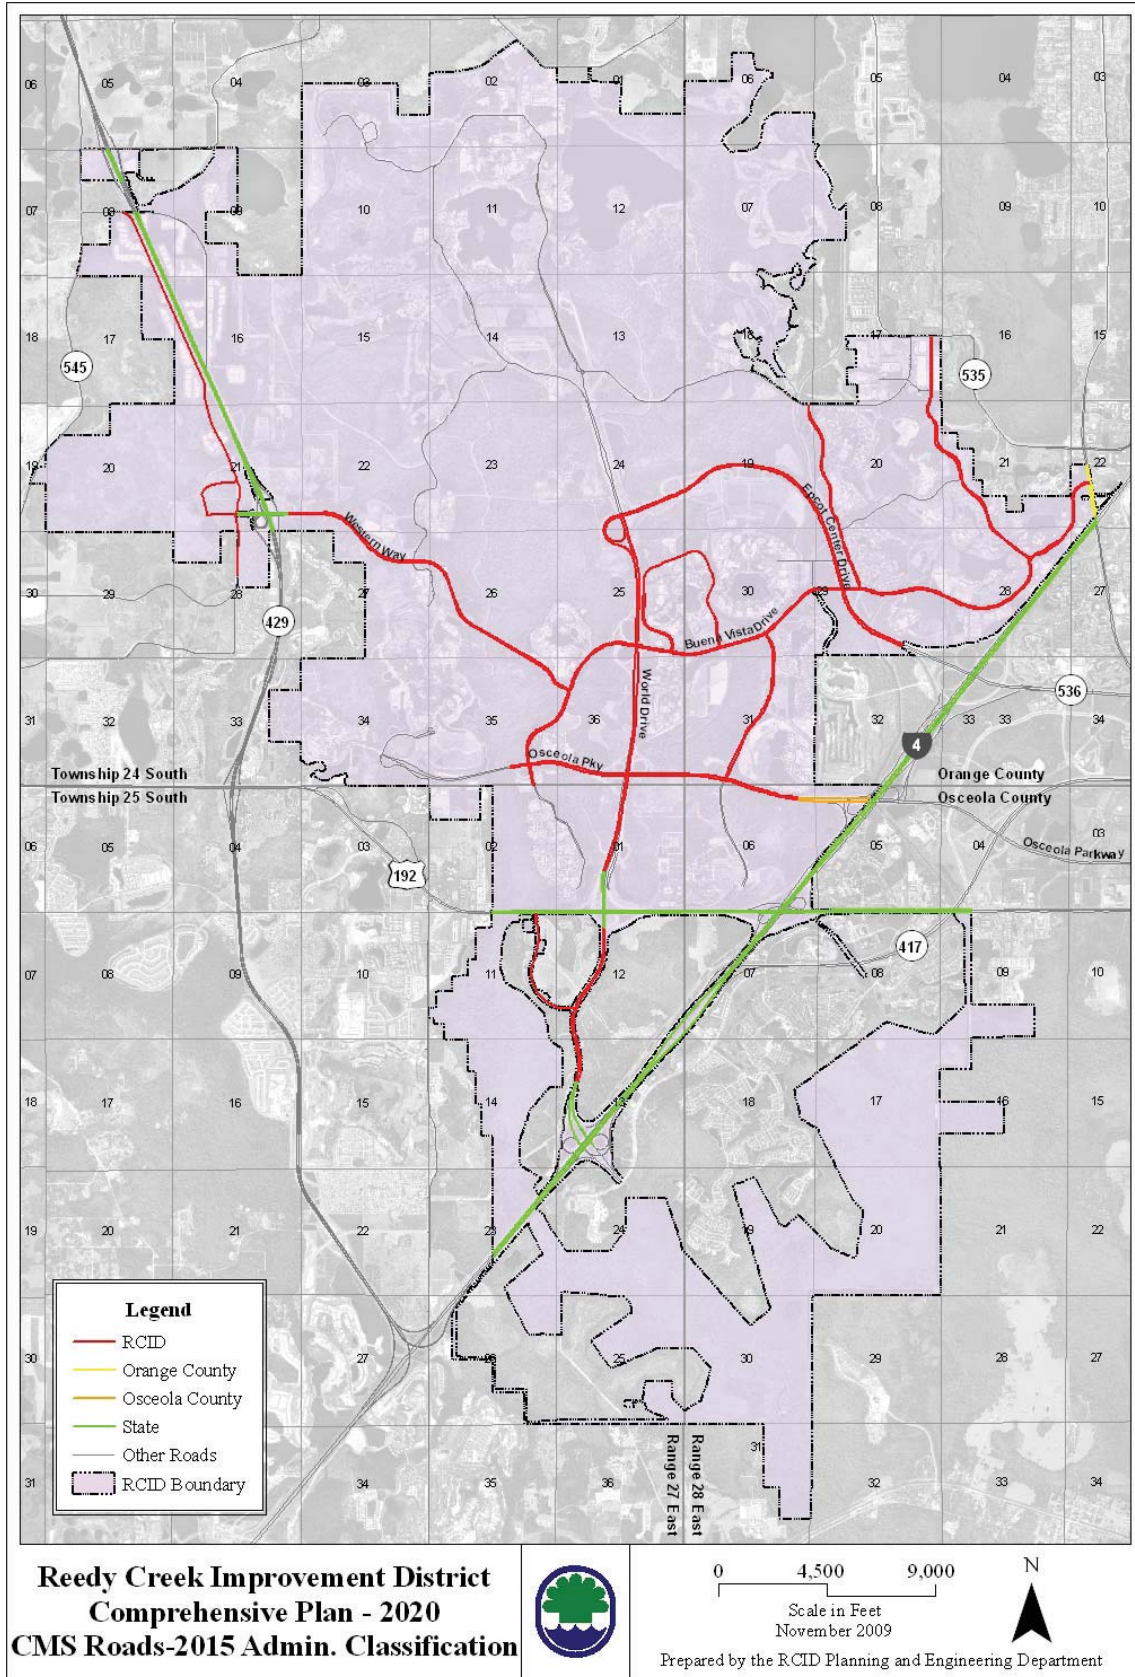 06 05 04 03 02 01 06 05 04 03
07 08 09 10 11 12 07 08 09 10
18 17 16 15 14 13 18 17 16 15
545
535
19 20 21 22 23 24 19 20 21 22
Epcot Center Drive
Western Way
30 28 27 26 25 30 29 28 27
429
Buena Vista Drive
536
31 32 33 34 35 36 31 32 33 33 34
World Drive
4
Osceola Pky
Township 24 South
Orange County
Township 25 South
Osceola County
06 05 04 02 01 06 05 04 03
Osceola Parkway
192
417
07 08 09 10 11 12 07 08 09 10
18 17 16 15 14 13 18 17 16 15
19 20 21 22 23 24 19 20 21 22
30 27 26 25 30 29 28 27
31 34 35 36 31 32 33 34
Range 27 East
Range 28 East
Legend
RCID
Orange County
Osceola County
State
Other Roads
RCID Boundary
Reedy Creek Improvement District
Comprehensive Plan - 2020
CMS Roads-2015 Admin. Classification
0 4,500 9,000
Scale in Feet
November 2009
N
Prepared by the RCID Planning and Engineering Department